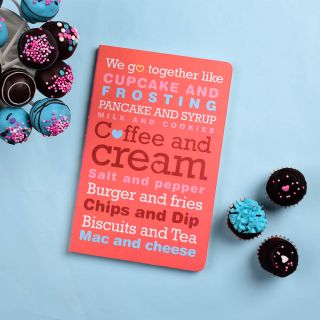 We go together like
CUPCAKE AND
FROSTING
PANCAKE AND SYRUP
MILK AND COOKIES
Coffee and
cream
Salt and pepper
Burger and fries
Chips and Dip
Biscuits and Tea
Mac and cheese